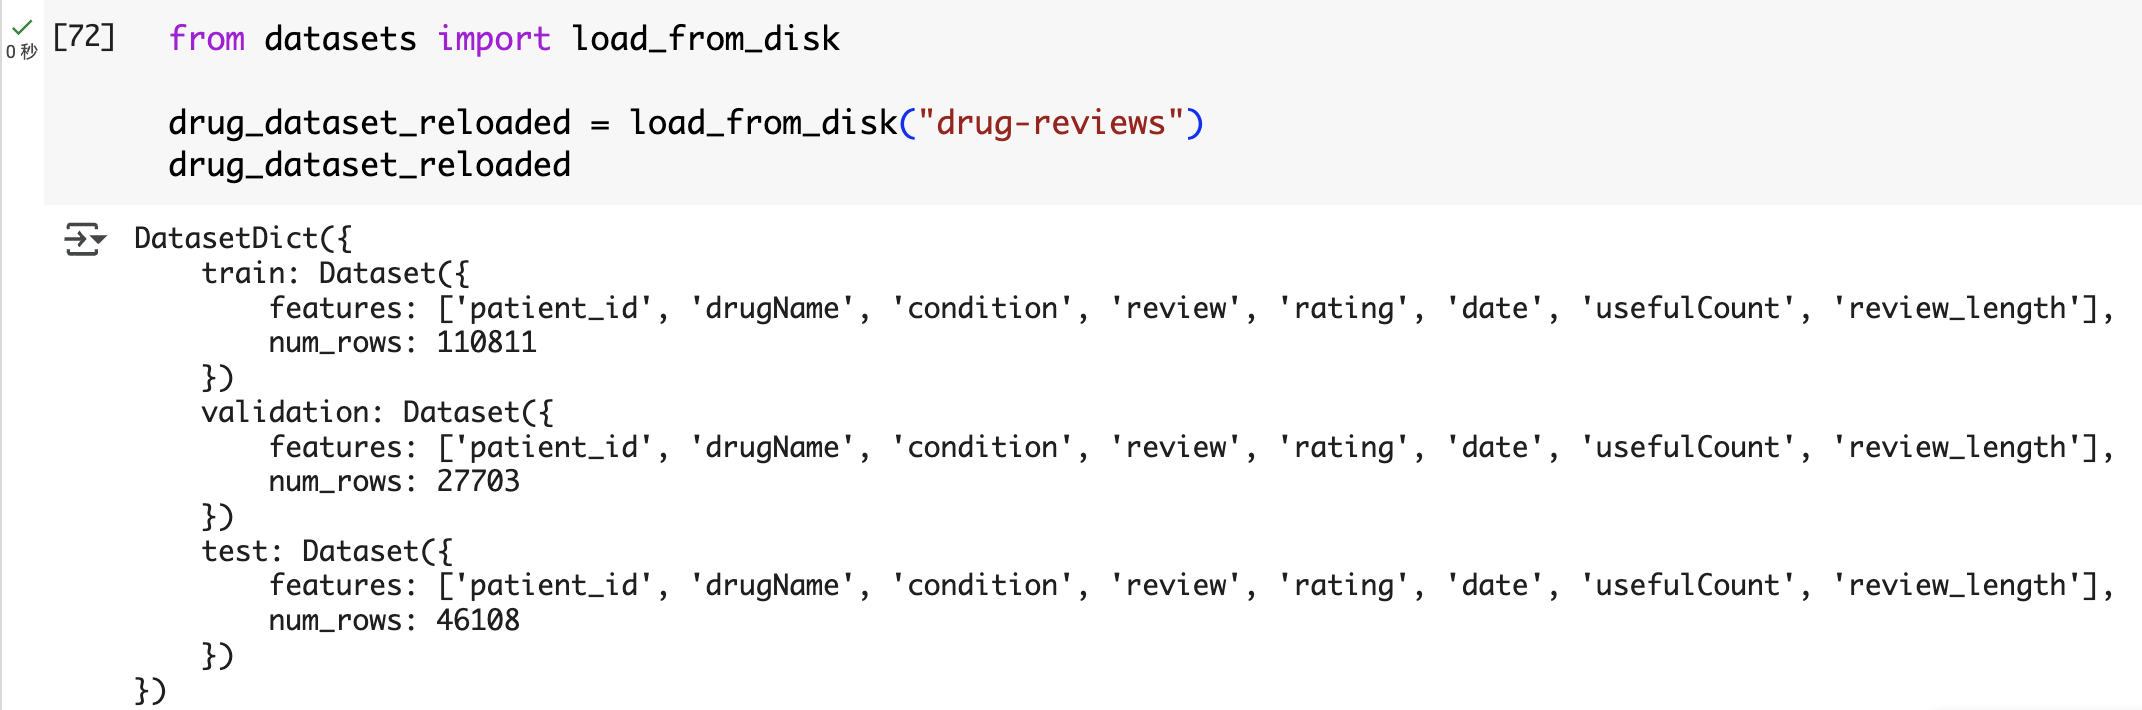 [72] from datasets import load_from_disk
0 秒
drug_dataset_reloaded = load_from_disk("drug-reviews")
drug_dataset_reloaded
DatasetDict({
    train: Dataset({
        features: ['patient_id', 'drugName', 'condition', 'review', 'rating', 'date', 'usefulCount', 'review_length'],
        num_rows: 110811
    })
    validation: Dataset({
        features: ['patient_id', 'drugName', 'condition', 'review', 'rating', 'date', 'usefulCount', 'review_length'],
        num_rows: 27703
    })
    test: Dataset({
        features: ['patient_id', 'drugName', 'condition', 'review', 'rating', 'date', 'usefulCount', 'review_length'],
        num_rows: 46108
    })
})